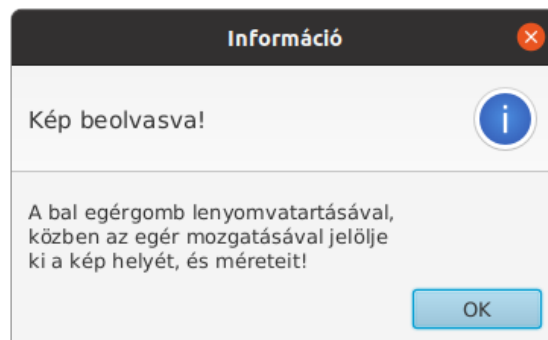 Információ
Kép beolvasva!
A bal egérgomb lenyomvatartásával,
közben az egér mozgatásával jelölje
ki a kép helyét, és méreteit!
OK